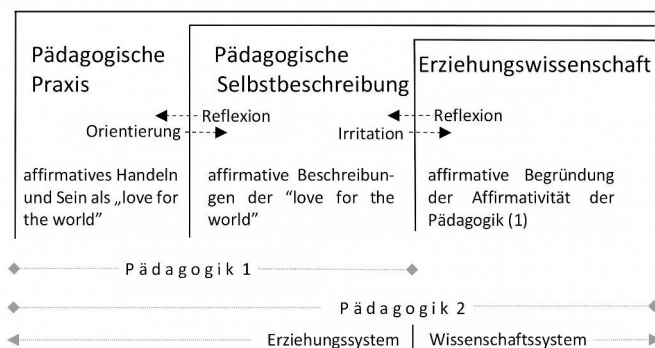 Pädagogische Praxis
Pädagogische Selbstbeschreibung
Erziehungswissenschaft
Reflexion
Orientierung
Reflexion
Irritation
affirmatives Handeln
und Sein als „love for
the world”
affirmative Beschreibun-
gen der “love for the
world”
affirmative Begründung
der Affirmativität der
Pädagogik (1)
Pädagogik 1
Pädagogik 2
Erziehungssystem
Wissenschaftssystem